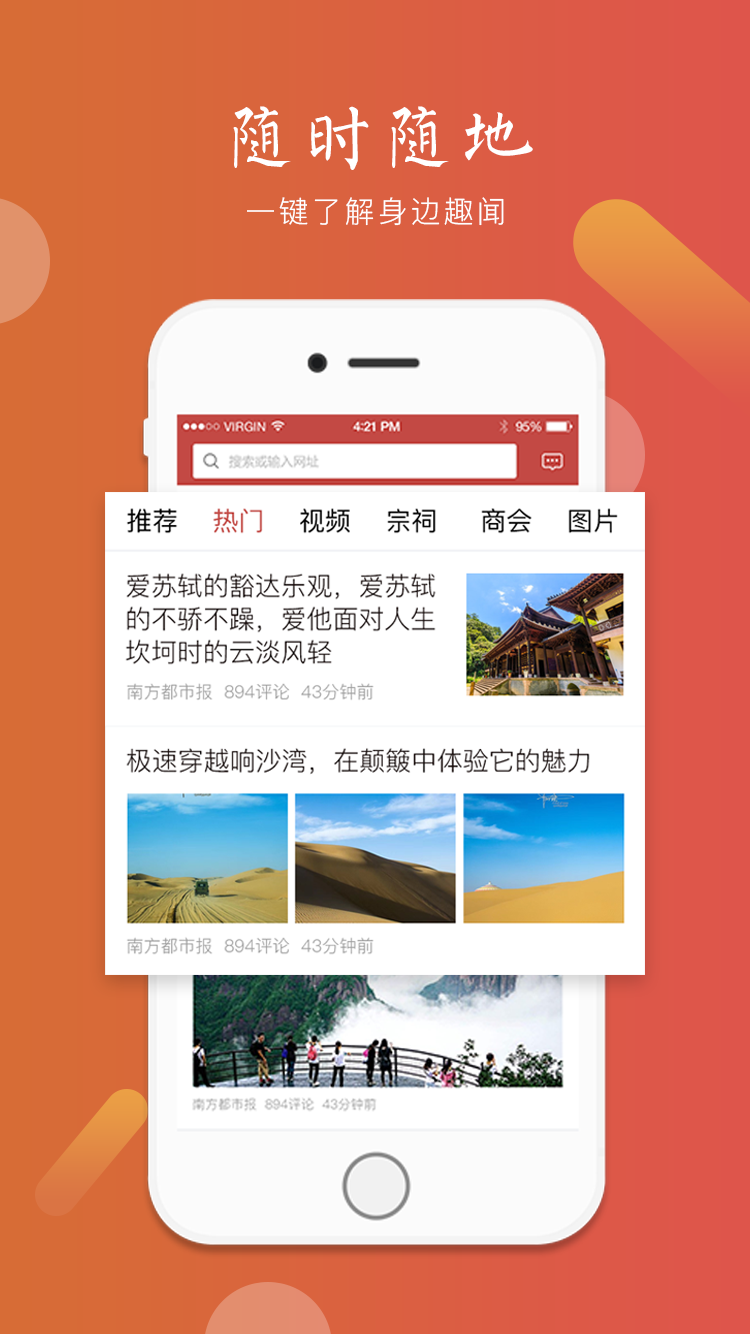 随时随地
一键了解身边趣闻
VIRGIN 4:21 PM 95%
搜索或输入网址
推荐 热门 视频 宗祠 商会 图片
爱苏轼的豁达乐观，爱苏轼
的不骄不躁，爱他面对人生
坎坷时的云淡风轻
南方都市报 894评论 43分钟前
极速穿越响沙湾，在颠簸中体验它的魅力
南方都市报 894评论 43分钟前
南方都市报 894评论 43分钟前